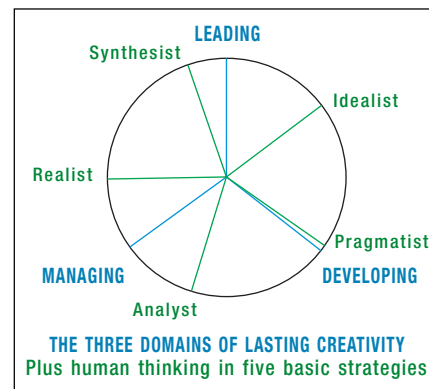 LEADING
Synthesist
Idealist
Realist
Pragmatist
MANAGING
DEVELOPING
Analyst
THE THREE DOMAINS OF LASTING CREATIVITY
Plus human thinking in five basic strategies